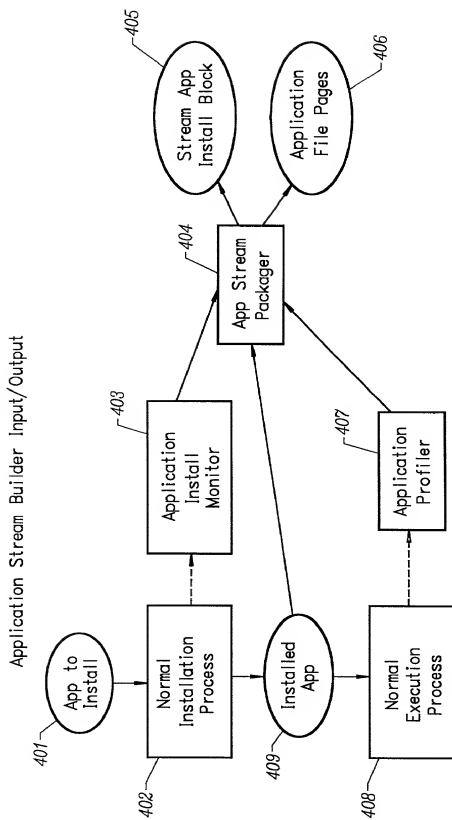 Application Stream Builder Input/Output
401
App to
Install
402
Normal
Installation
Process
403
Application
Install
Monitor
404
App Stream
Packager
405
Stream App
Install Block
406
Application
File Pages
409
Installed
App
407
Application
Profiler
408
Normal
Execution
Process